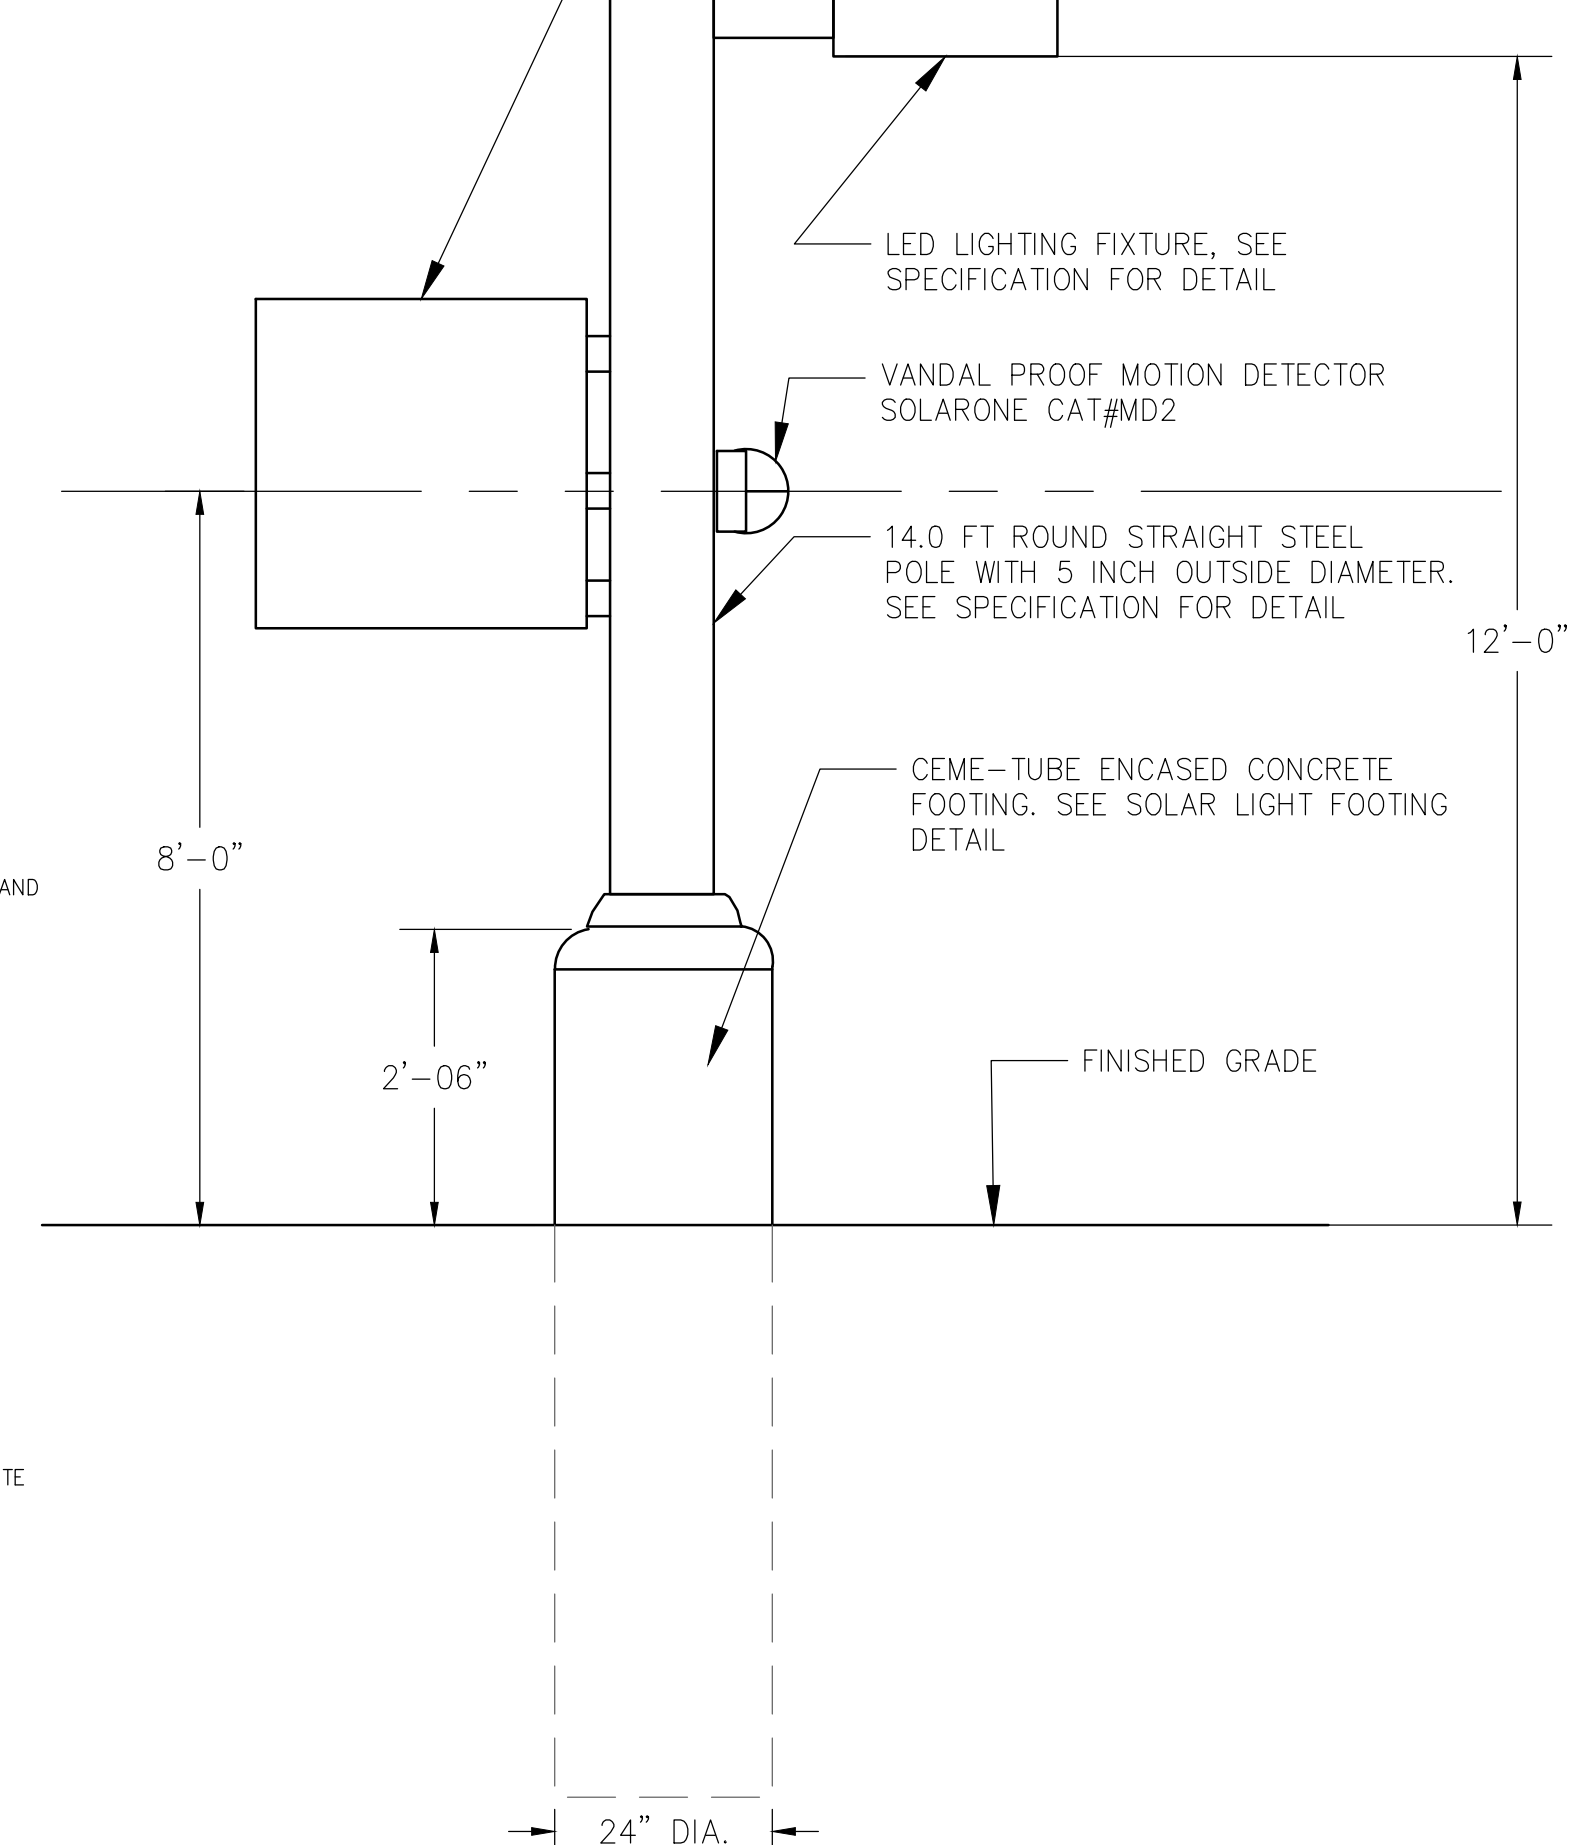 LED LIGHTING FIXTURE, SEE
SPECIFICATION FOR DETAIL
VANDAL PROOF MOTION DETECTOR
SOLARONE CAT#MD2
14.0 FT ROUND STRAIGHT STEEL
POLE WITH 5 INCH OUTSIDE DIAMETER.
SEE SPECIFICATION FOR DETAIL
12'-0"
CEME-TUBE ENCASED CONCRETE
FOOTING. SEE SOLAR LIGHT FOOTING
DETAIL
8'-0"
AND
2'-06"
FINISHED GRADE
TE
24" DIA.